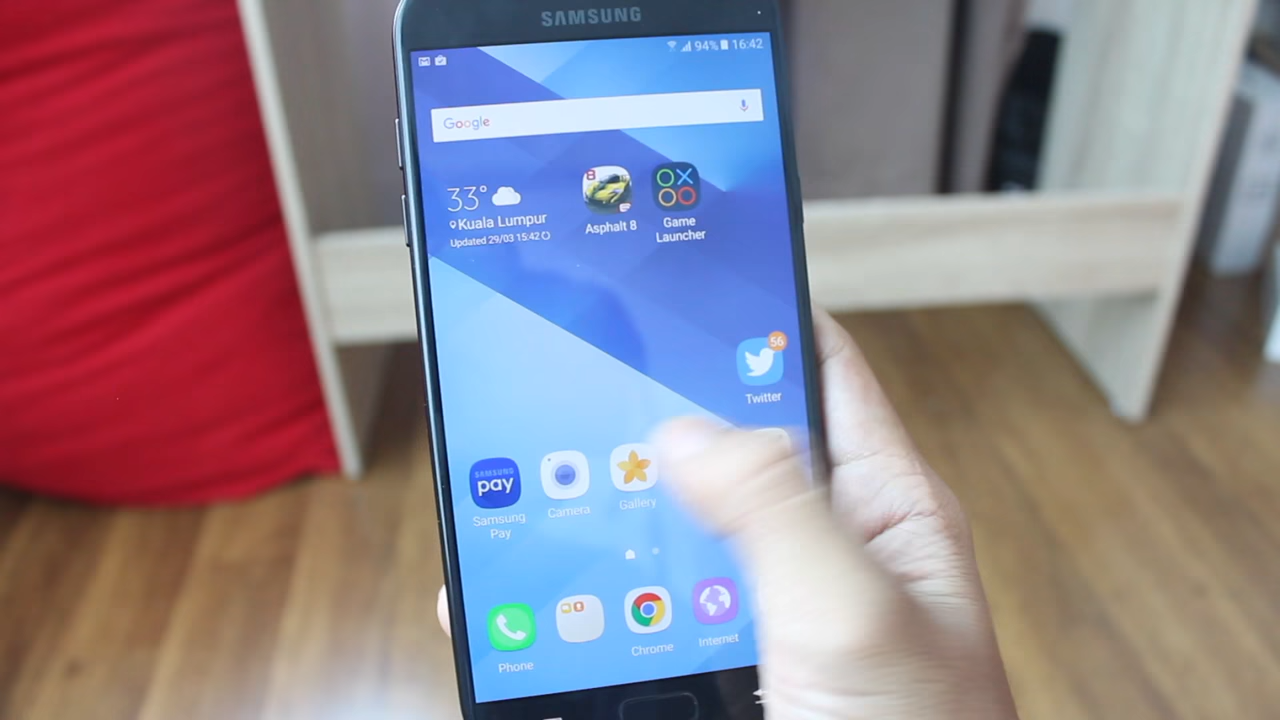 SAMSUNG
94% 16:42
Google
33°
Kuala Lumpur
Updated 29/03 15:42
Asphalt 8
Game
Launcher
56
Twitter
SAMSUNG
pay
Samsung
Pay
Camera
Gallery
Phone
Chrome
Internet